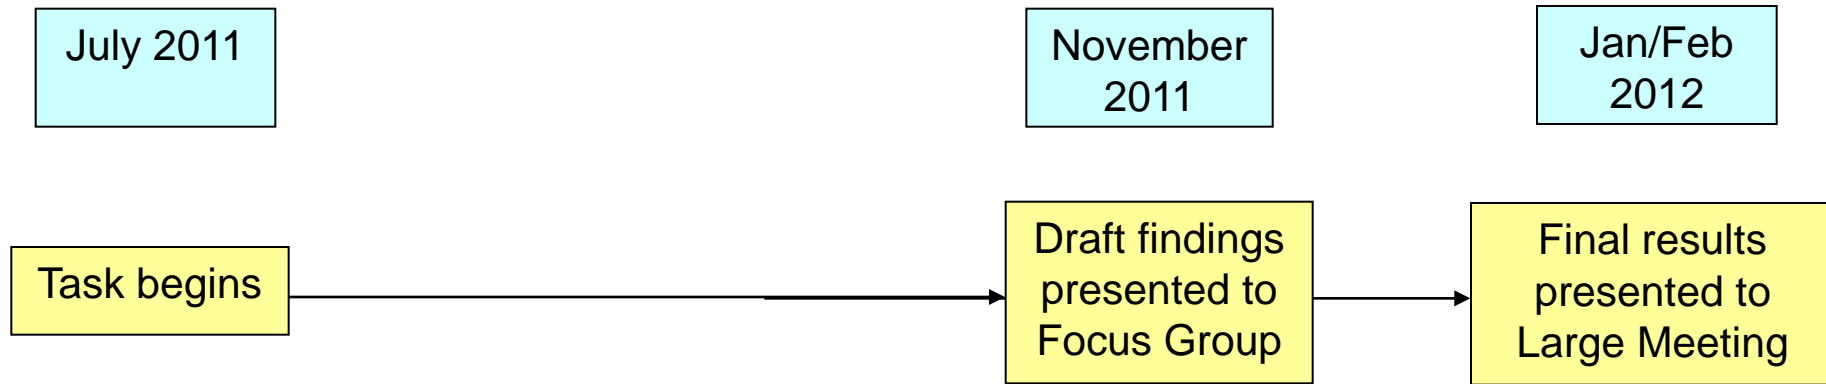 July 2011
November
2011
Jan/Feb
2012
Task begins
Draft findings
presented to
Focus Group
Final results
presented to
Large Meeting